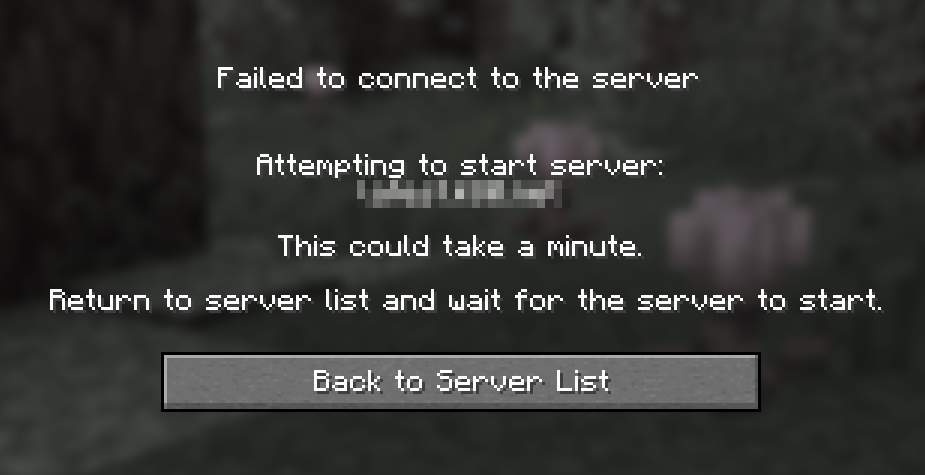 Failed to connect to the server
Attempting to start server:
This could take a minute.
Return to server list and wait for the server to start.
Back to Server List